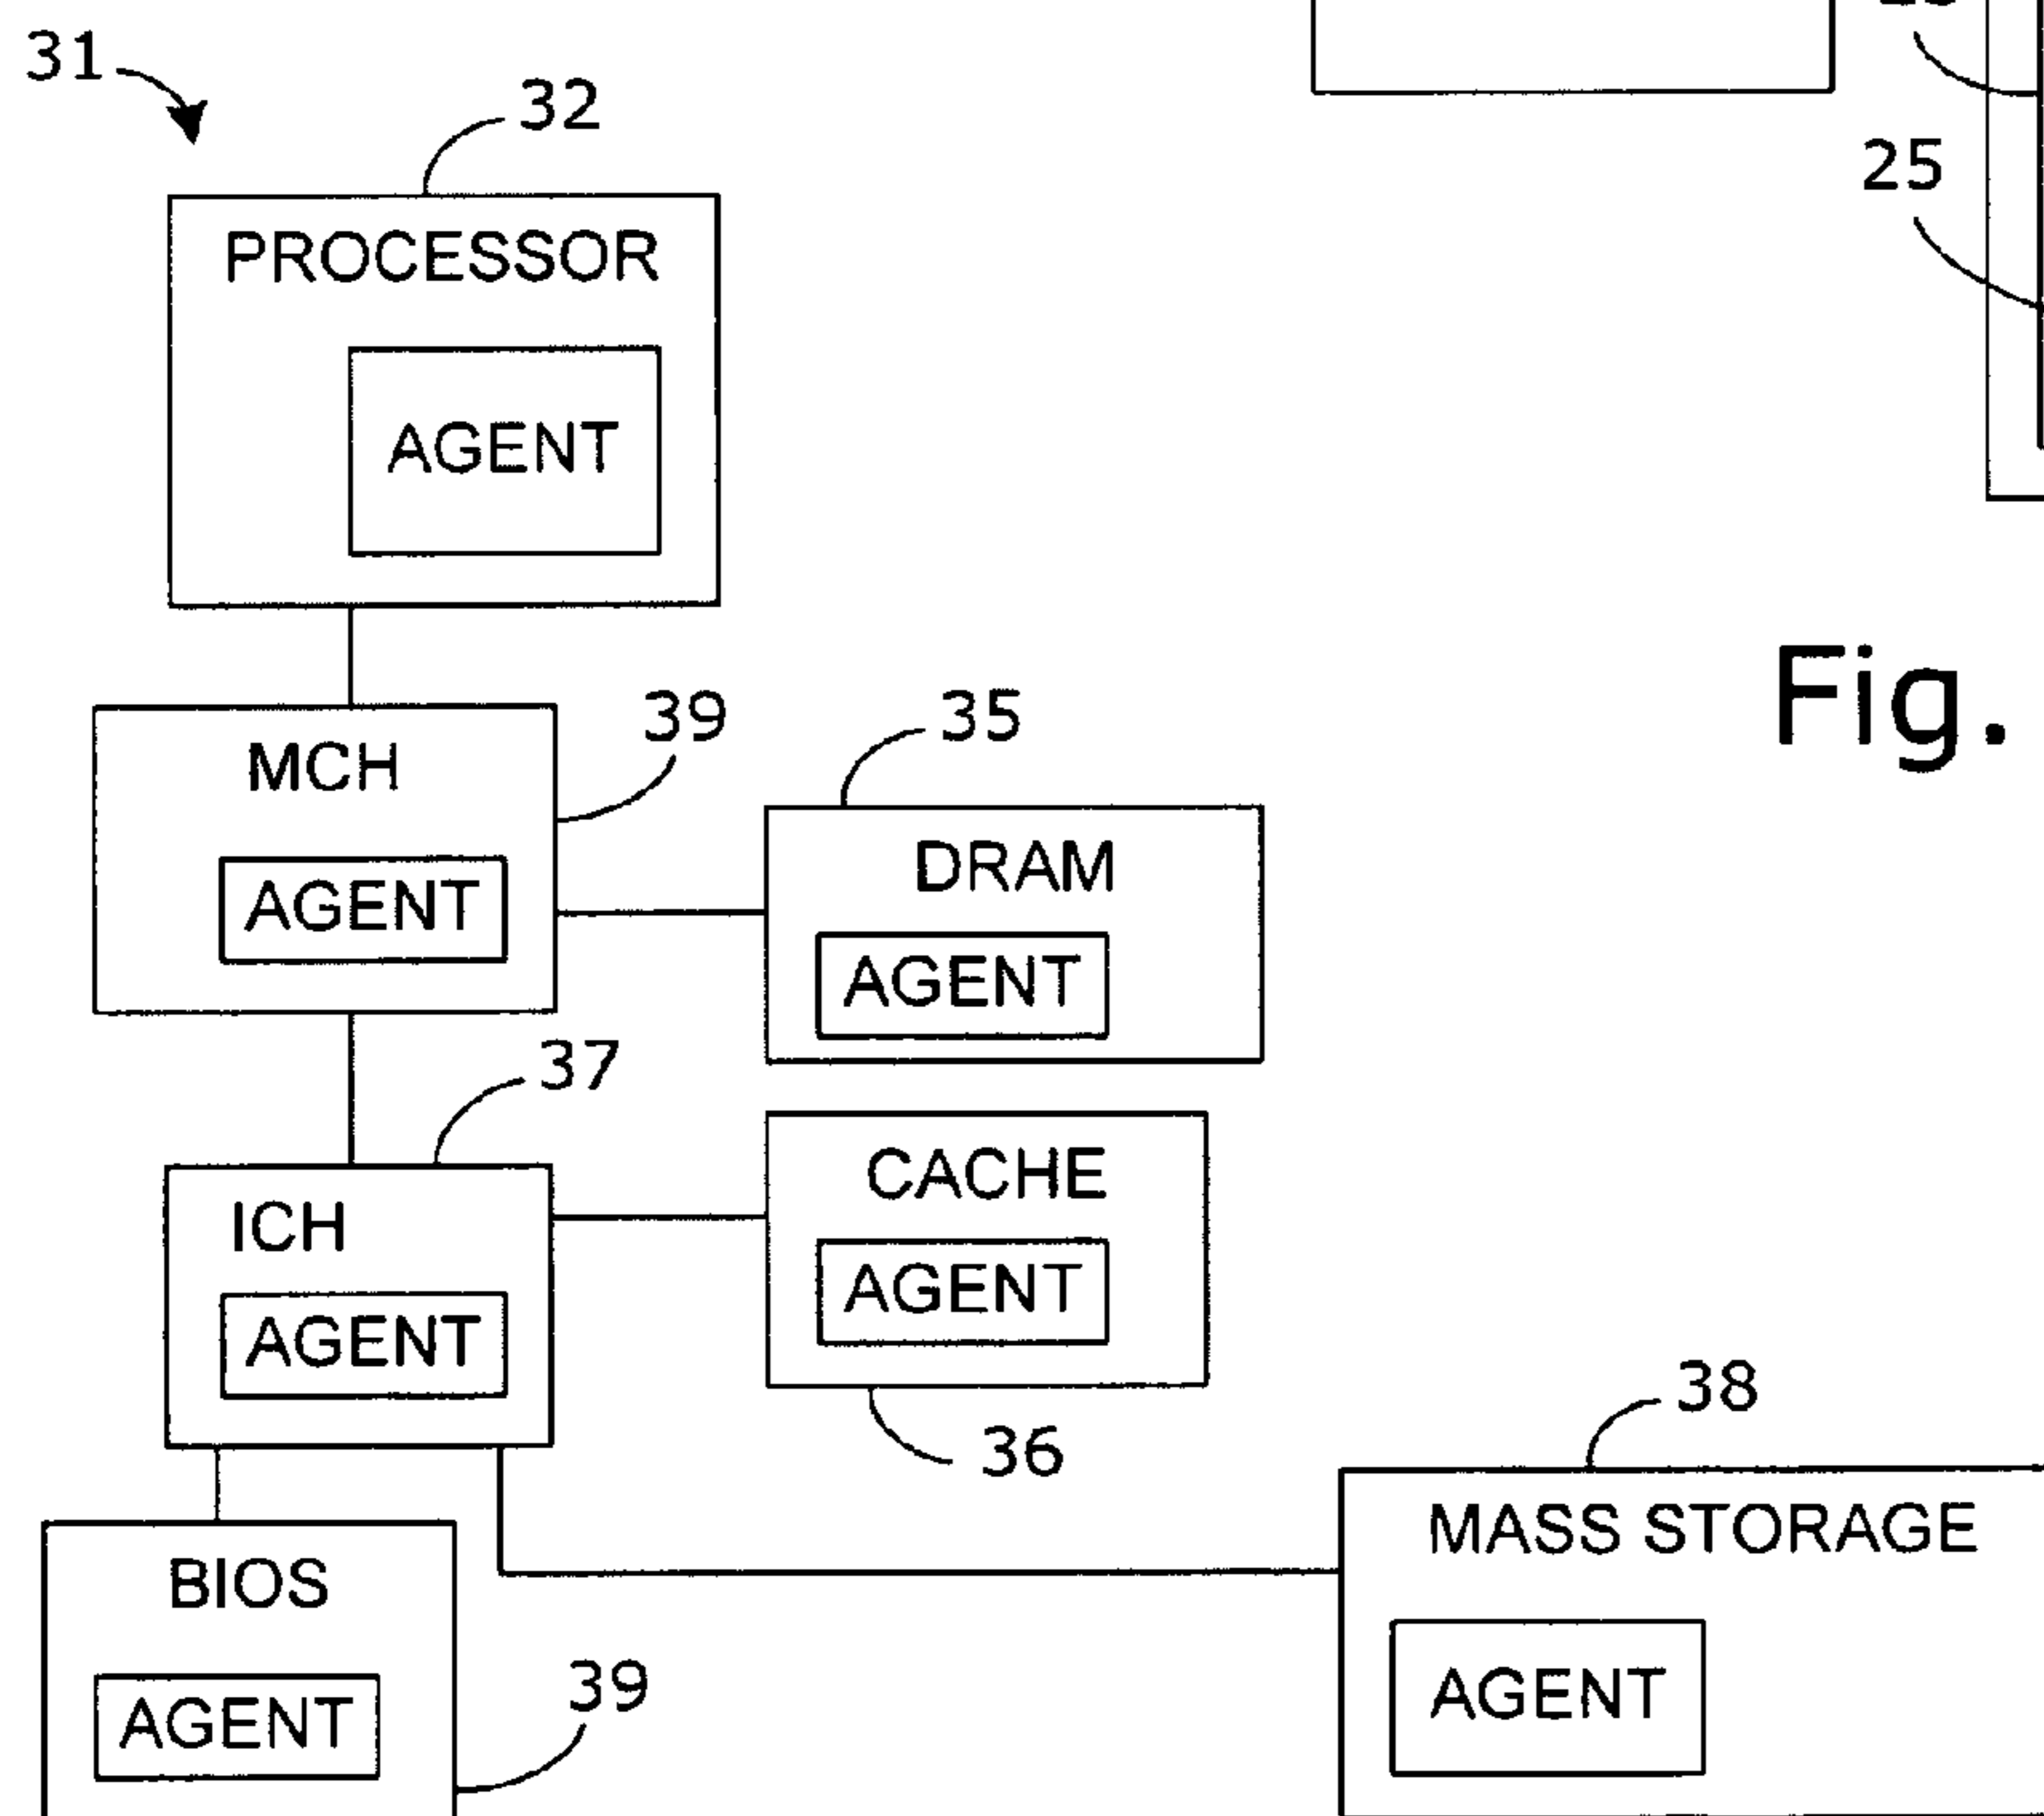 31
32
25
PROCESSOR
AGENT
Fig.
39
35
MCH
DRAM
AGENT
AGENT
37
CACHE
ICH
AGENT
AGENT
38
36
MASS STORAGE
BIOS
39
AGENT
AGENT